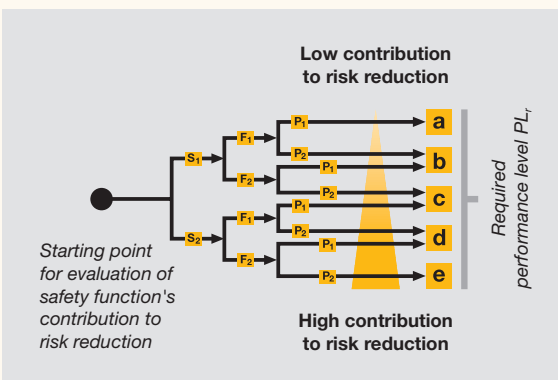 Low contribution
to risk reduction
P₁
a
F₁
P₂
b
S₁
P₁
F₂
P₂
c
P₁
F₁
P₂
d
S₂
P₁
F₂
P₂
e
Required
performance level PLᵣ
Starting point
for evaluation of
safety function's
contribution to
risk reduction
High contribution
to risk reduction